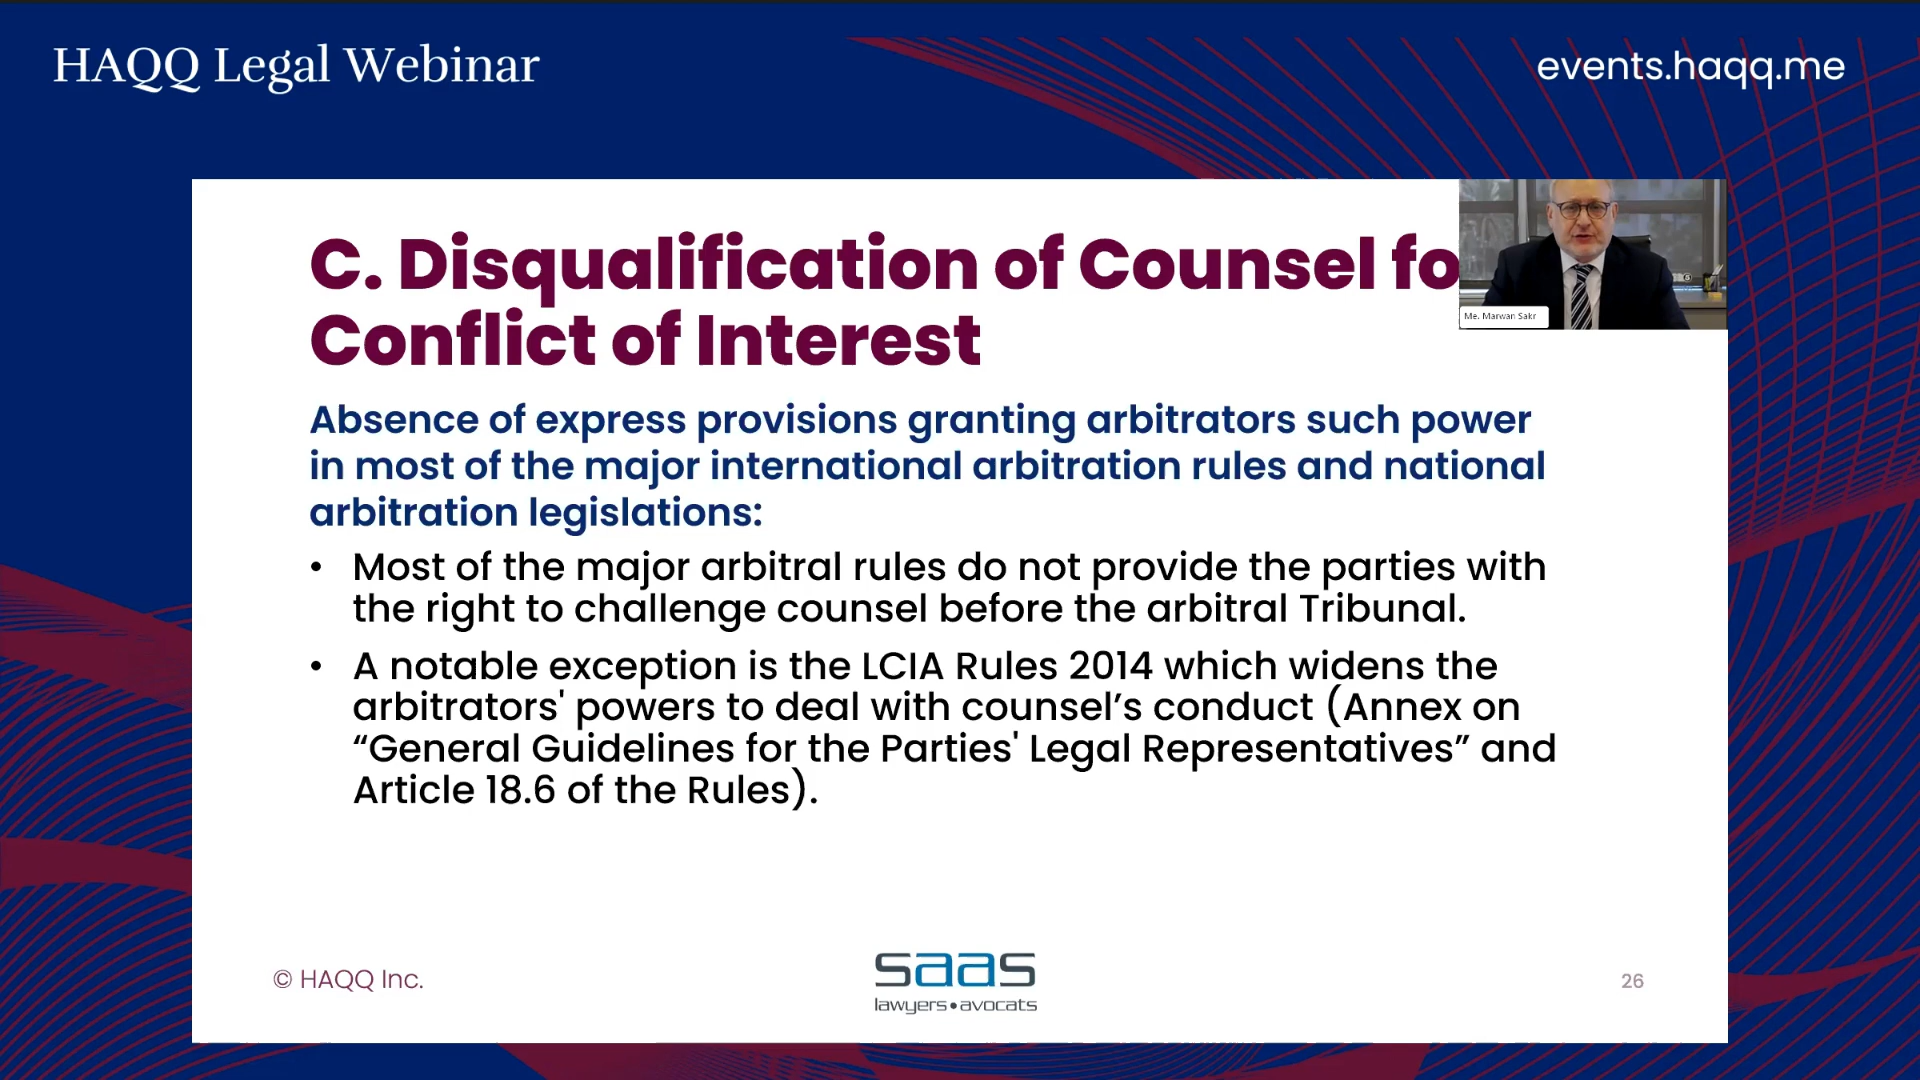 HAQQ Legal Webinar
events.haqq.me
C. Disqualification of Counsel fo
Conflict of Interest
Me. Marwan Sakr
Absence of express provisions granting arbitrators such power
in most of the major international arbitration rules and national
arbitration legislations:
• Most of the major arbitral rules do not provide the parties with
the right to challenge counsel before the arbitral Tribunal.
• A notable exception is the LCIA Rules 2014 which widens the
arbitrators' powers to deal with counsel’s conduct (Annex on
“General Guidelines for the Parties' Legal Representatives” and
Article 18.6 of the Rules).
© HAQQ Inc.
saas
lawyers•avocats
26